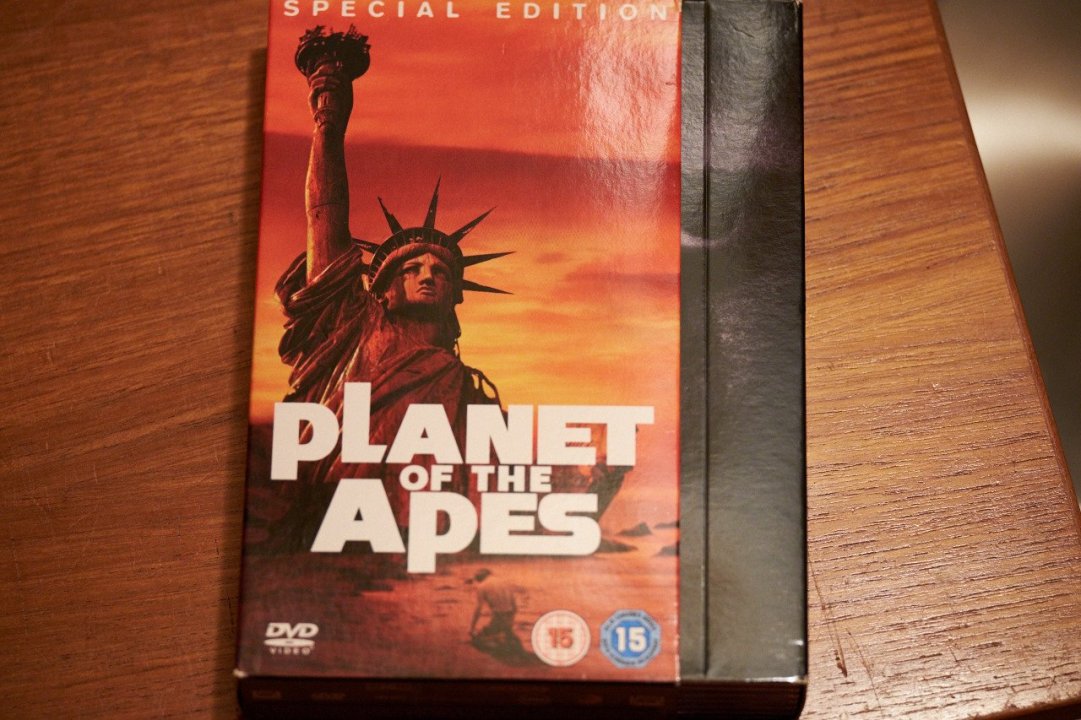 SPECIAL EDITION
PLANET
OF THE
APES
DVD
VIDEO
15
15